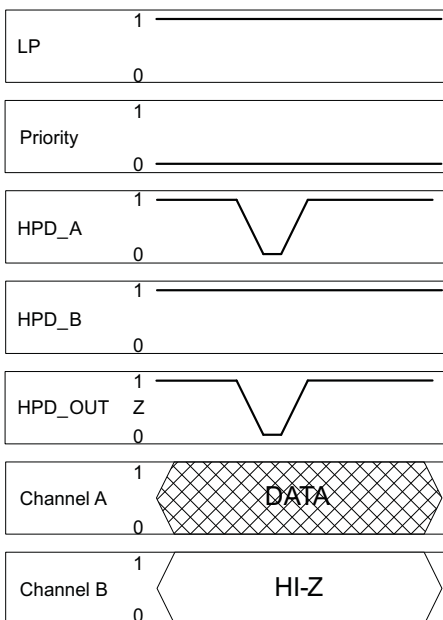 1
LP
0
1
Priority
0
1
HPD_A
0
1
HPD_B
0
1
HPD_OUT Z
0
1
Channel A DATA
0
1
Channel B HI-Z
0